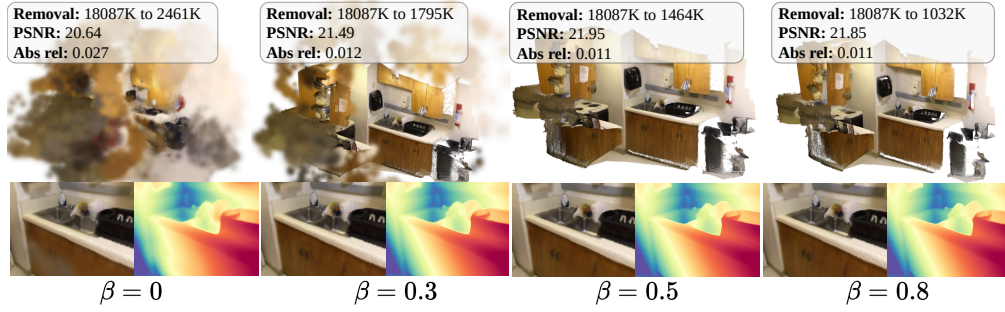 Removal: 18087K to 2461K
PSNR: 20.64
Abs rel: 0.027
Removal: 18087K to 1795K
PSNR: 21.49
Abs rel: 0.012
Removal: 18087K to 1464K
PSNR: 21.95
Abs rel: 0.011
Removal: 18087K to 1032K
PSNR: 21.85
Abs rel: 0.011
β = 0
β = 0.3
β = 0.5
β = 0.8